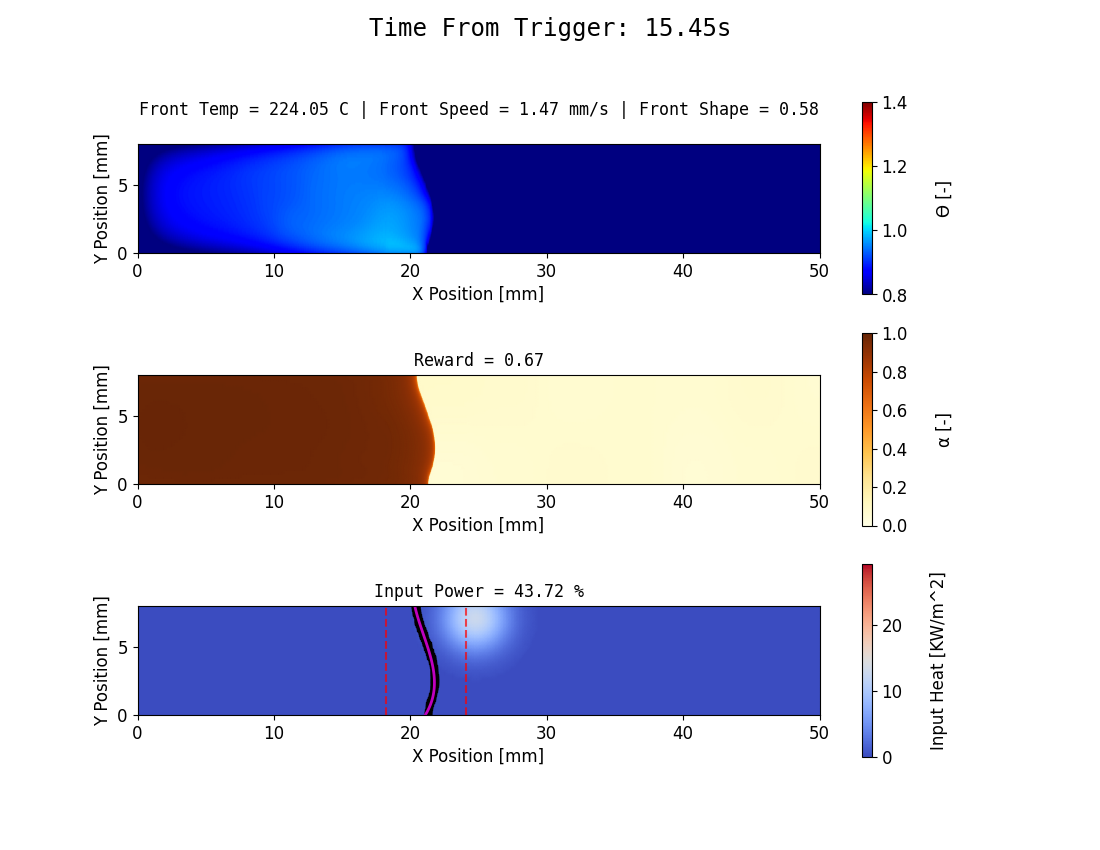 Time From Trigger: 15.45s
Front Temp = 224.05 C | Front Speed = 1.47 mm/s | Front Shape = 0.58
Y Position [mm]
5
0
0 10 20 30 40 50
X Position [mm]
1.4
1.2
1.0
0.8
Θ [-]
Reward = 0.67
Y Position [mm]
5
0
0 10 20 30 40 50
X Position [mm]
1.0
0.8
0.6
0.4
0.2
0.0
α [-]
Input Power = 43.72 %
Y Position [mm]
5
0
0 10 20 30 40 50
X Position [mm]
20
10
0
Input Heat [KW/m^2]